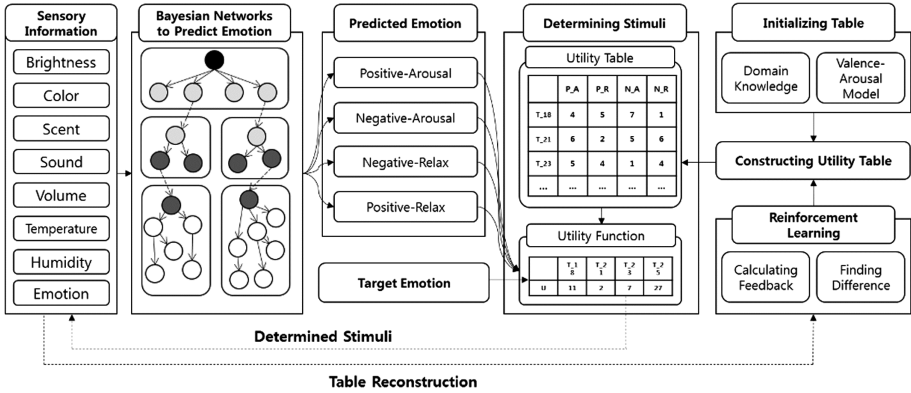 Sensory
Information
Brightness
Color
Scent
Sound
Volume
Temperature
Humidity
Emotion
Bayesian Networks
to Predict Emotion
Predicted Emotion
Positive-Arousal
Negative-Arousal
Negative-Relax
Positive-Relax
Target Emotion
Determining Stimuli
Utility Table
P_A P_R N_A N_R
T_18 4 5 7 1
T_21 6 2 5 6
T_23 5 4 1 4
... ... ... ... ...
Utility Function
T_1 T_2 T_2 T_2
8 1 3 5
U 11 2 7 27
Initializing Table
Domain
Knowledge
Valence-
Arousal
Model
Constructing Utility Table
Reinforcement
Learning
Calculating
Feedback
Finding
Difference
Determined Stimuli
Table Reconstruction